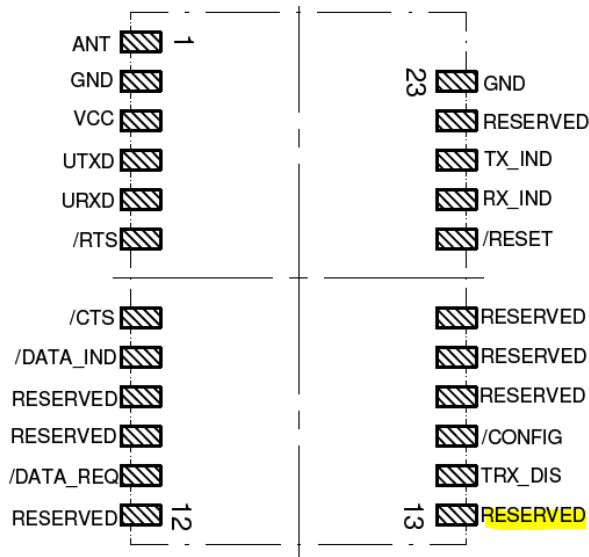 ANT 1
GND 23 GND
VCC RESERVED
UTXD TX_IND
URXD RX_IND
/RTS /RESET
/CTS RESERVED
/DATA_IND RESERVED
RESERVED RESERVED
RESERVED /CONFIG
/DATA_REQ TRX_DIS
RESERVED 12 13 RESERVED